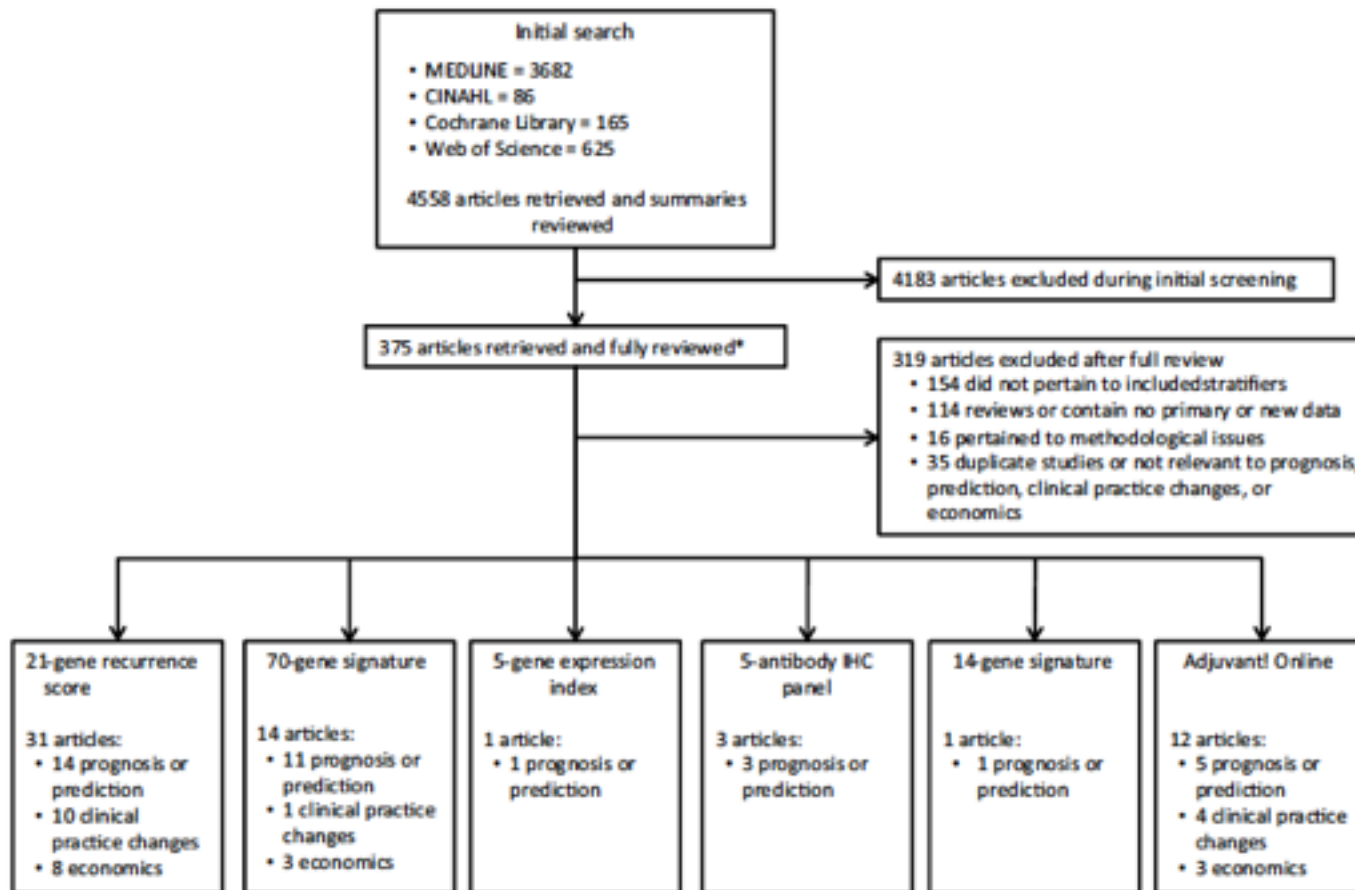 Initial search
• MEDLINE = 3682
• CINAHL = 86
• Cochrane Library = 165
• Web of Science = 625
4558 articles retrieved and summaries
reviewed
4183 articles excluded during initial screening
375 articles retrieved and fully reviewed*
319 articles excluded after full review
• 154 did not pertain to includedstratifiers
• 114 reviews or contain no primary or new data
• 16 pertained to methodological issues
• 35 duplicate studies or not relevant to prognosis,
prediction, clinical practice changes, or
economics
21-gene recurrence
score
31 articles:
• 14 prognosis or
prediction
• 10 clinical
practice changes
• 8 economics
70-gene signature
14 articles:
• 11 prognosis or
prediction
• 1 clinical practice
changes
• 3 economics
5-gene expression
index
1 article:
• 1 prognosis or
prediction
5-antibody IHC
panel
3 articles:
• 3 prognosis or
prediction
14-gene signature
1 article:
• 1 prognosis or
prediction
Adjuvant! Online
12 articles:
• 5 prognosis or
prediction
• 4 clinical practice
changes
• 3 economics